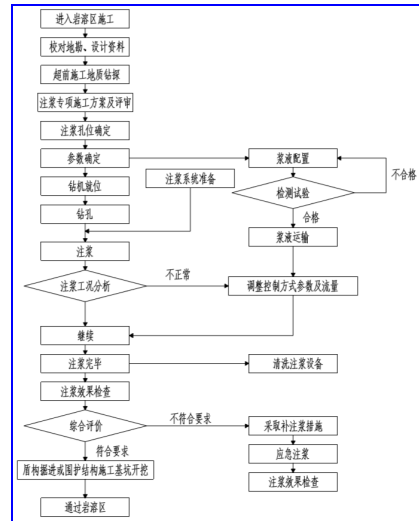 进入岩溶区施工
校对地勘、设计资料
超前施工地质钻探
注浆专项施工方案及评审
注浆孔位确定
参数确定
浆液配置
不合格
钻机就位
注浆系统准备
检测试验
钻孔
合格
注浆
浆液运输
不正常
注浆工况分析
调整控制方式参数及流量
继续
注浆完毕
清洗注浆设备
注浆效果检查
不符合要求
综合评价
采取补注浆措施
符合要求
应急注浆
盾构掘进或围护结构施工基坑开挖
注浆效果检查
通过岩溶区